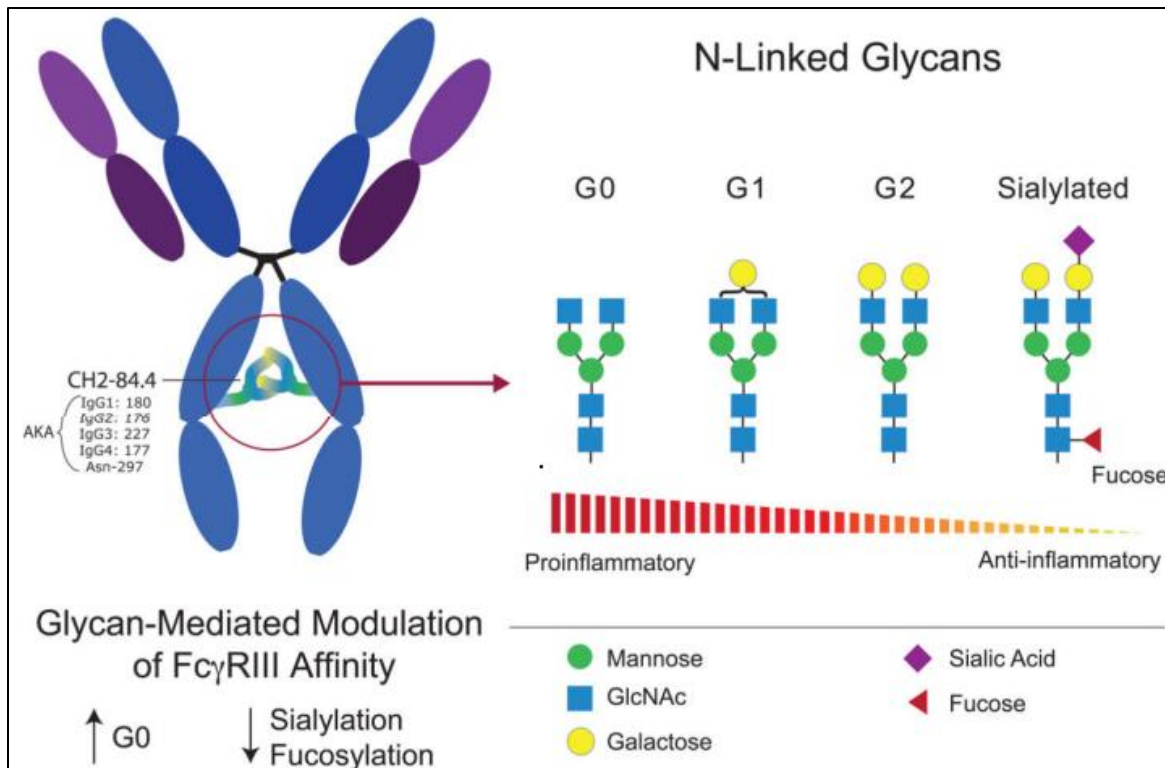 N-Linked Glycans
G0
G1
G2
Sialylated
CH2-84.4
AKA
IgG1: 180
IgG2: 176
IgG3: 227
IgG4: 177
Asn-297
Fucose
Proinflammatory
Anti-inflammatory
Glycan-Mediated Modulation
of FcγRIII Affinity
↑ G0
↓ Sialylation
Fucosylation
Mannose
GlcNAc
Galactose
Sialic Acid
Fucose